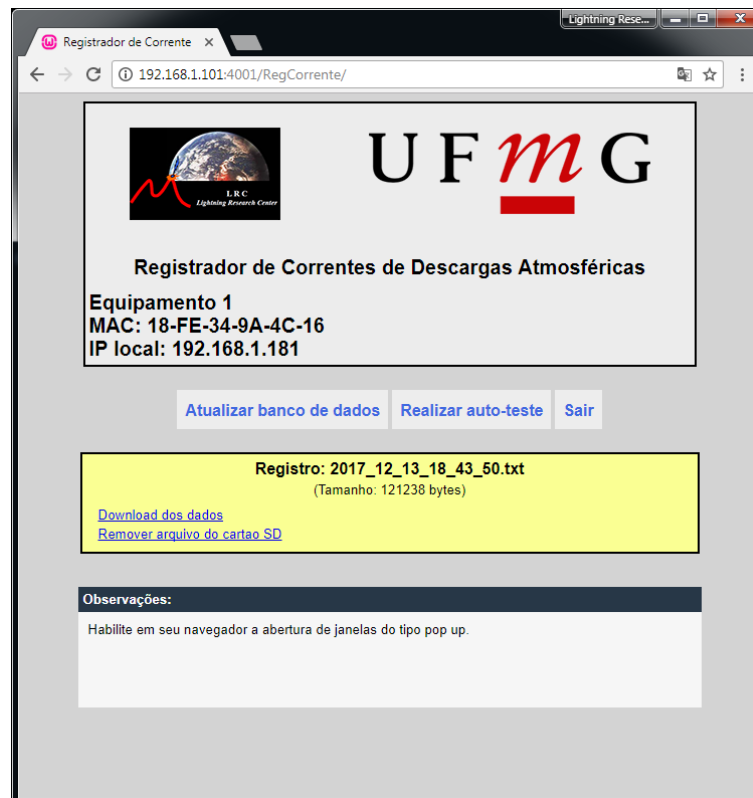 Lightning Rese...
Registrador de Corrente
192.168.1.101:4001/RegCorrente/
LRC
Lightning Research Center
UFmG
Registrador de Correntes de Descargas Atmosféricas
Equipamento 1
MAC: 18-FE-34-9A-4C-16
IP local: 192.168.1.181
Atualizar banco de dados Realizar auto-teste Sair
Registro: 2017_12_13_18_43_50.txt
(Tamanho: 121238 bytes)
Download dos dados
Remover arquivo do cartao SD
Observações:
Habilite em seu navegador a abertura de janelas do tipo pop up.